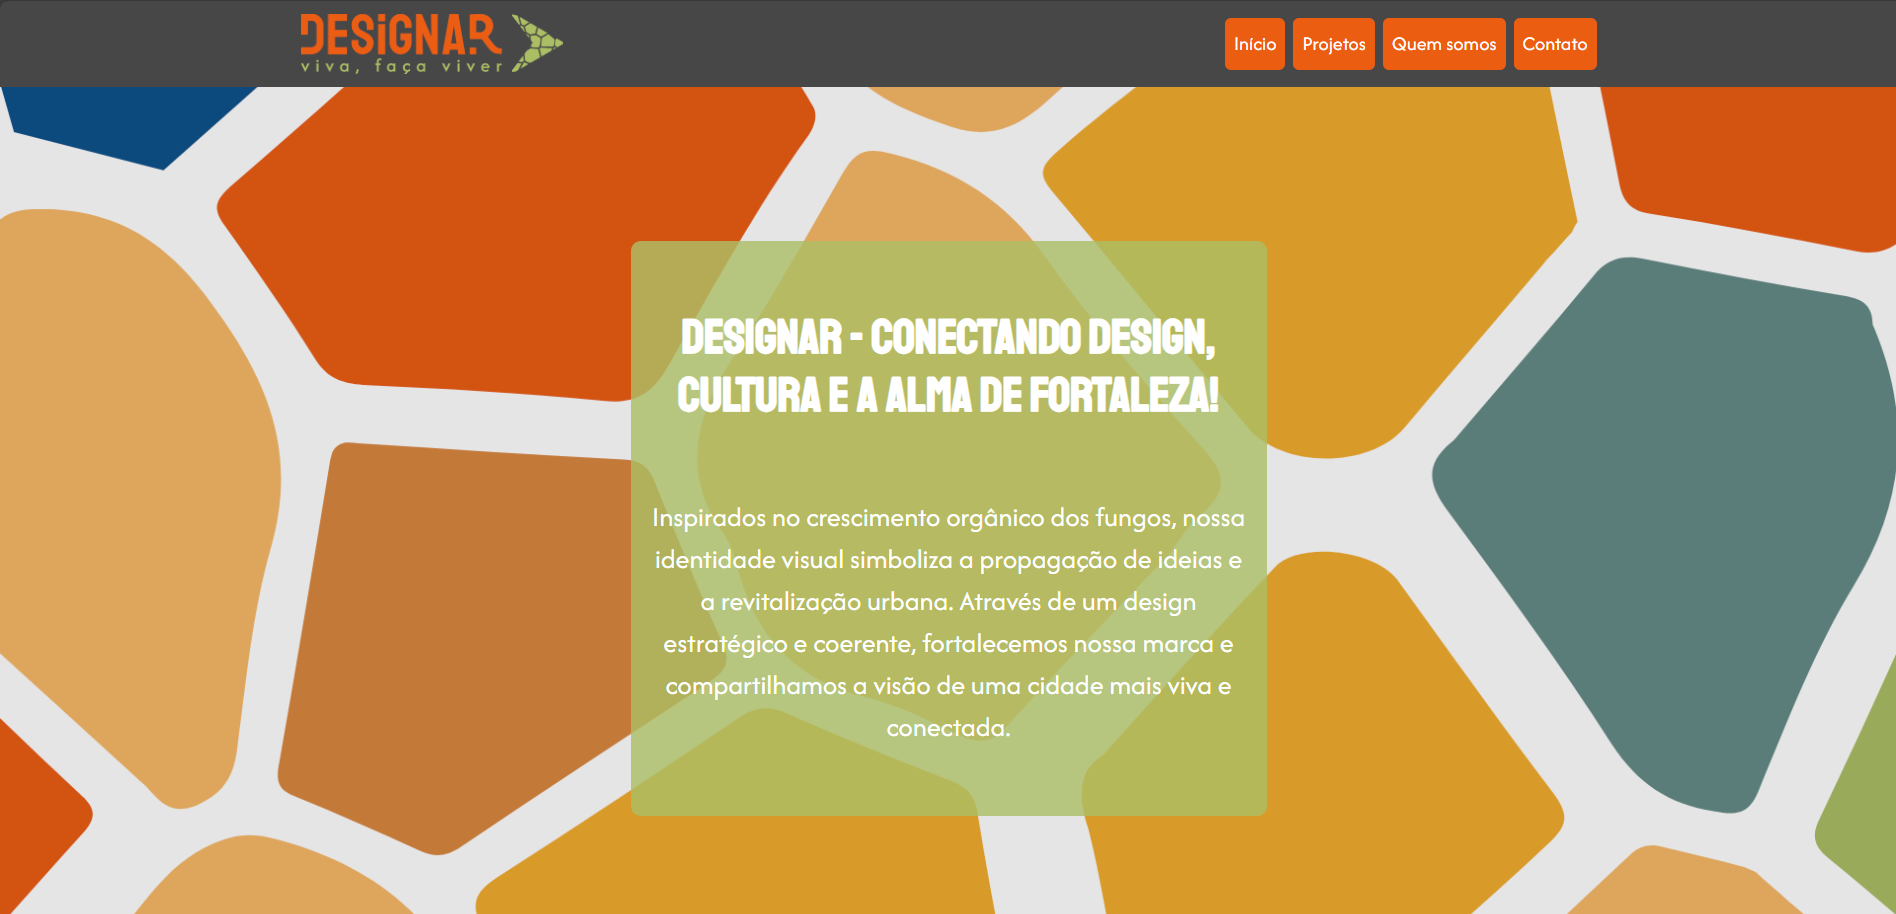 DESiGNAR
viva, faça viver
Início
Projetos
Quem somos
Contato
DESIGNAR - CONECTANDO DESIGN,
CULTURA E A ALMA DE FORTALEZA!
Inspirados no crescimento orgânico dos fungos, nossa
identidade visual simboliza a propagação de ideias e
a revitalização urbana. Através de um design
estratégico e coerente, fortalecemos nossa marca e
compartilhamos a visão de uma cidade mais viva e
conectada.